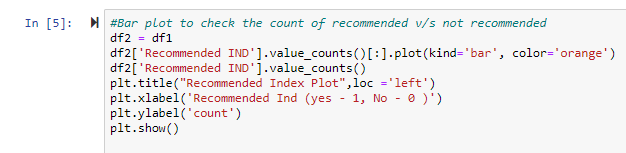 In [5]:
#Bar plot to check the count of recommended v/s not recommended
df2 = df1
df2['Recommended IND'].value_counts()[:].plot(kind='bar', color='orange')
df2['Recommended IND'].value_counts()
plt.title("Recommended Index Plot",loc ='left')
plt.xlabel('Recommended Ind (yes - 1, No - 0 )')
plt.ylabel('count')
plt.show()